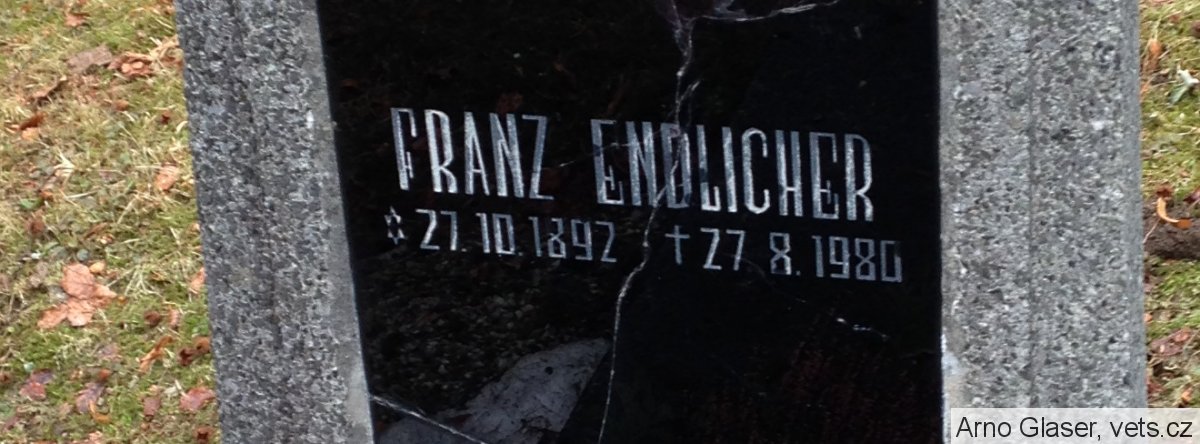 FRANZ ENDLICHER
✡ 27. 10. 1892 † 27 8. 1980
Arno Glaser, vets.cz